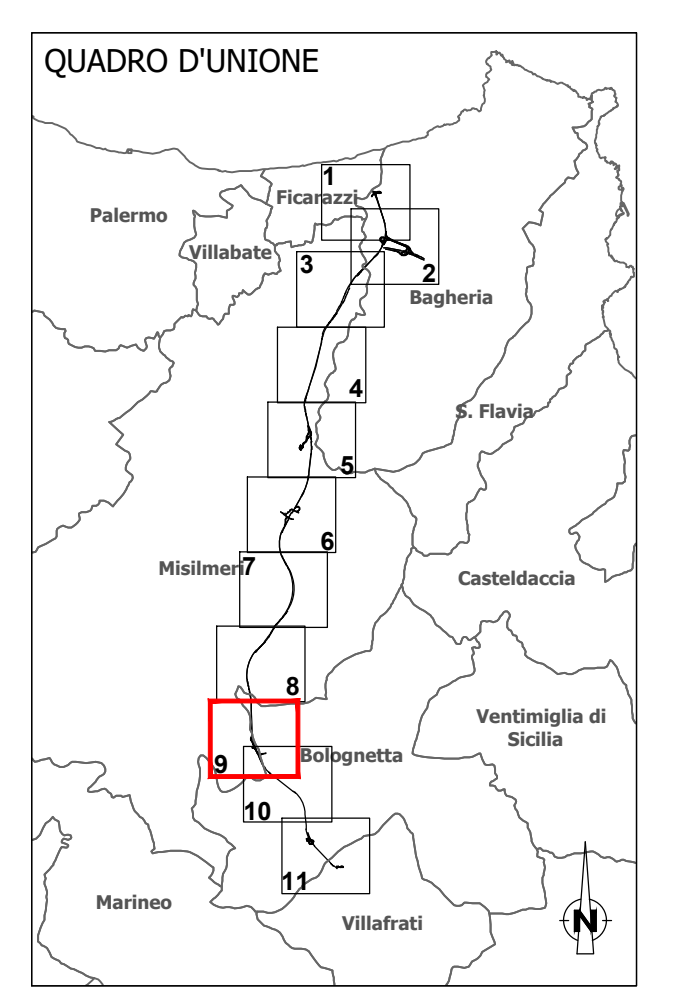 QUADRO D'UNIONE
1
Ficarazzi
Palermo
Villabate
3
2
Bagheria
4
S. Flavia
5
6
Misilmeri
7
Casteldaccia
8
Ventimiglia di
Sicilia
Bolognetta
9
10
11
Marineo
Villafrati
N